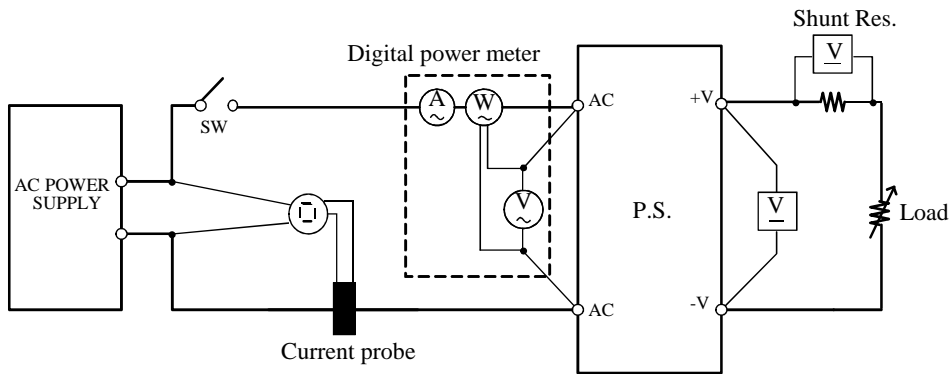 Shunt Res.
V
Digital power meter
A
W
AC
+V
SW
AC POWER
SUPPLY
V
P.S.
V
Load
AC
-V
Current probe